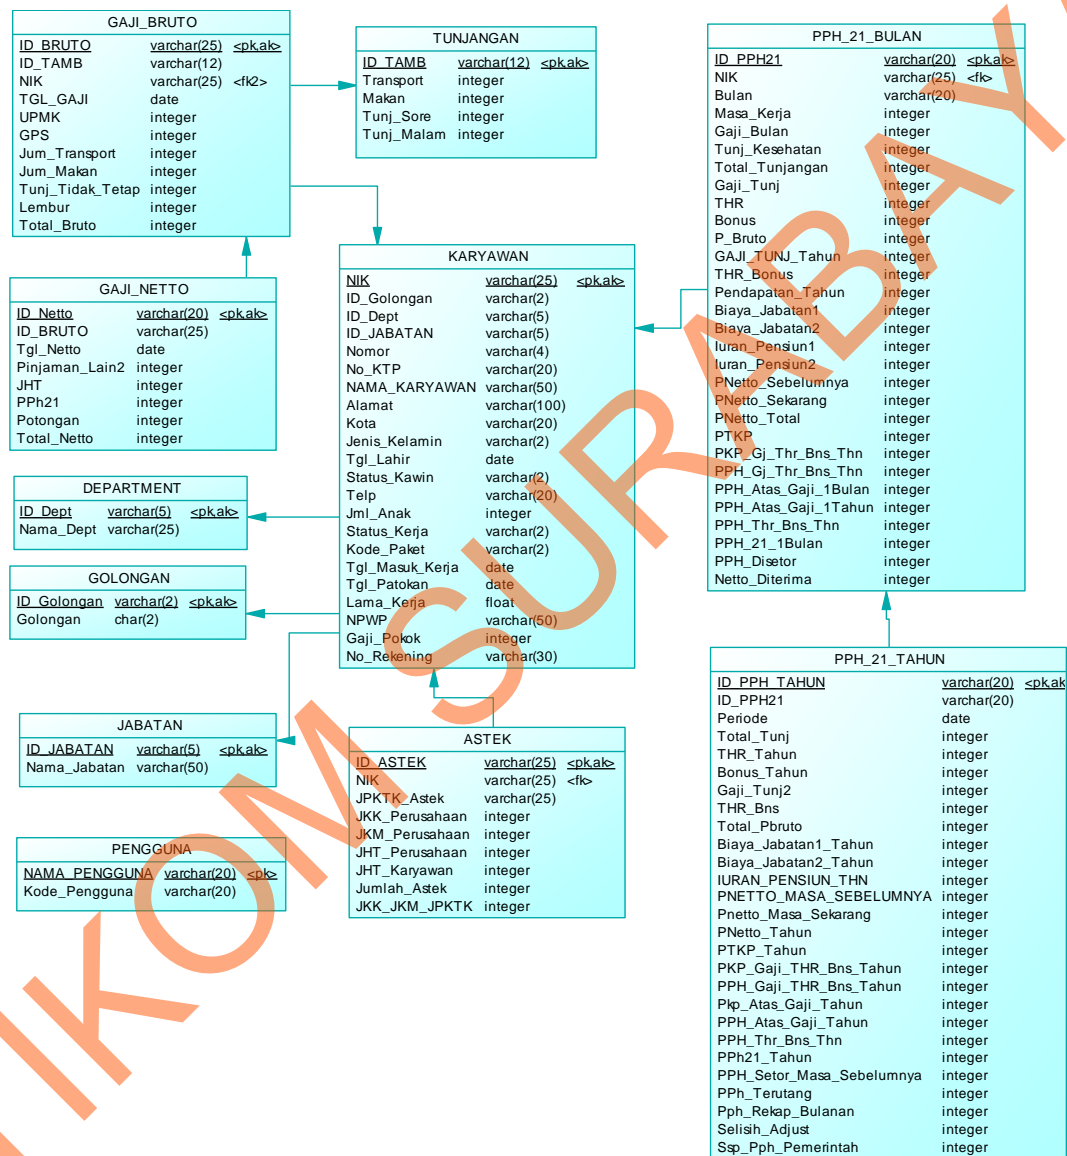 GAJI_BRUTO
ID_BRUTO varchar(25) <pk,ak>
ID_TAMB varchar(12)
NIK varchar(25) <fk2>
TGL_GAJI date
UPMK integer
GPS integer
Jum_Transport integer
Jum_Makan integer
Tunj_Tidak_Tetap integer
Lembur integer
Total_Bruto integer
TUNJANGAN
ID_TAMB varchar(12) <pk,ak>
Transport integer
Makan integer
Tunj_Sore integer
Tunj_Malam integer
PPH_21_BULAN
ID_PPH21 varchar(20) <pk,ak>
NIK varchar(25) <fk>
Bulan varchar(20)
Masa_Kerja integer
Gaji_Bulan integer
Tunj_Kesehatan integer
Total_Tunjangan integer
Gaji_Tunj integer
THR integer
Bonus integer
P_Bruto integer
GAJI_TUNJ_Tahun integer
THR_Bonus integer
Pendapatan_Tahun integer
Biaya_Jabatan1 integer
Biaya_Jabatan2 integer
Iuran_Pensiun1 integer
Iuran_Pensiun2 integer
PNetto_Sebelumnya integer
PNetto_Sekarang integer
PNetto_Total integer
PTKP integer
PKP_Gj_Thr_Bns_Thn integer
PPH_Gj_Thr_Bns_Thn integer
PPH_Atas_Gaji_1Bulan integer
PPH_Atas_Gaji_1Tahun integer
PPH_Thr_Bns_Thn integer
PPH_21_1Bulan integer
PPH_Disetor integer
Netto_Diterima integer
KARYAWAN
NIK varchar(25) <pk,ak>
ID_Golongan varchar(2)
ID_Dept varchar(5)
ID_JABATAN varchar(5)
Nomor varchar(4)
No_KTP varchar(20)
NAMA_KARYAWAN varchar(50)
Alamat varchar(100)
Kota varchar(20)
Jenis_Kelamin varchar(2)
Tgl_Lahir date
Status_Kawin varchar(2)
Telp varchar(20)
Jml_Anak integer
Status_Kerja varchar(2)
Kode_Paket varchar(2)
Tgl_Masuk_Kerja date
Tgl_Patokan date
Lama_Kerja float
NPWP varchar(50)
Gaji_Pokok integer
No_Rekening varchar(30)
GAJI_NETTO
ID_Netto varchar(20) <pk,ak>
ID_BRUTO varchar(25)
Tgl_Netto date
Pinjaman_Lain2 integer
JHT integer
PPh21 integer
Potongan integer
Total_Netto integer
DEPARTMENT
ID_Dept varchar(5) <pk,ak>
Nama_Dept varchar(25)
GOLONGAN
ID_Golongan varchar(2) <pk,ak>
Golongan char(2)
JABATAN
ID_JABATAN varchar(5) <pk,ak>
Nama_Jabatan varchar(50)
PENGGUNA
NAMA_PENGGUNA varchar(20) <pk>
Kode_Pengguna varchar(20)
ASTEK
ID_ASTEK varchar(25) <pk,ak>
NIK varchar(25) <fk>
JPKTK_Astek varchar(25)
JKK_Perusahaan integer
JKM_Perusahaan integer
JHT_Perusahaan integer
JHT_Karyawan integer
Jumlah_Astek integer
JKK_JKM_JPKTK integer
PPH_21_TAHUN
ID_PPH_TAHUN varchar(20) <pk,ak
ID_PPH21 varchar(20)
Periode date
Total_Tunj integer
THR_Tahun integer
Bonus_Tahun integer
Gaji_Tunj2 integer
THR_Bns integer
Total_Pbruto integer
Biaya_Jabatan1_Tahun integer
Biaya_Jabatan2_Tahun integer
IURAN_PENSIUN_THN integer
PNETTO_MASA_SEBELUMNYA integer
Pnetto_Masa_Sekarang integer
PNetto_Tahun integer
PTKP_Tahun integer
PKP_Gaji_THR_Bns_Tahun integer
PPH_Gaji_THR_Bns_Tahun integer
Pkp_Atas_Gaji_Tahun integer
PPH_Atas_Gaji_Tahun integer
PPH_Thr_Bns_Thn integer
PPh21_Tahun integer
PPH_Setor_Masa_Sebelumnya integer
PPh_Terutang integer
Pph_Rekap_Bulanan integer
Selisih_Adjust integer
Ssp_Pph_Pemerintah integer
IKOM SURABAY